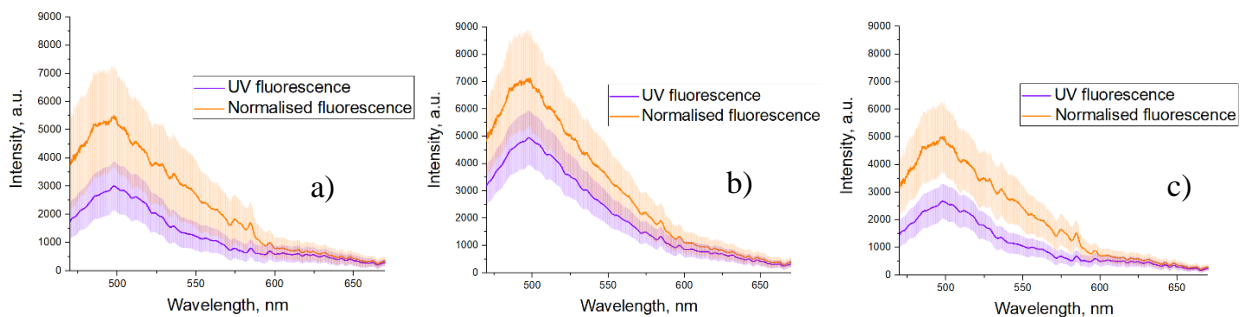 9000
8000
7000
6000
5000
4000
3000
2000
1000
0
Intensity, a.u.
500
550
600
650
Wavelength, nm
UV fluorescence
Normalised fluorescence
a)
9000
8000
7000
6000
5000
4000
3000
2000
1000
0
Intensity, a.u.
500
550
600
650
Wavelength, nm
UV fluorescence
Normalised fluorescence
b)
9000
8000
7000
6000
5000
4000
3000
2000
1000
0
Intensity, a.u.
500
550
600
650
Wavelength, nm
UV fluorescence
Normalised fluorescence
c)